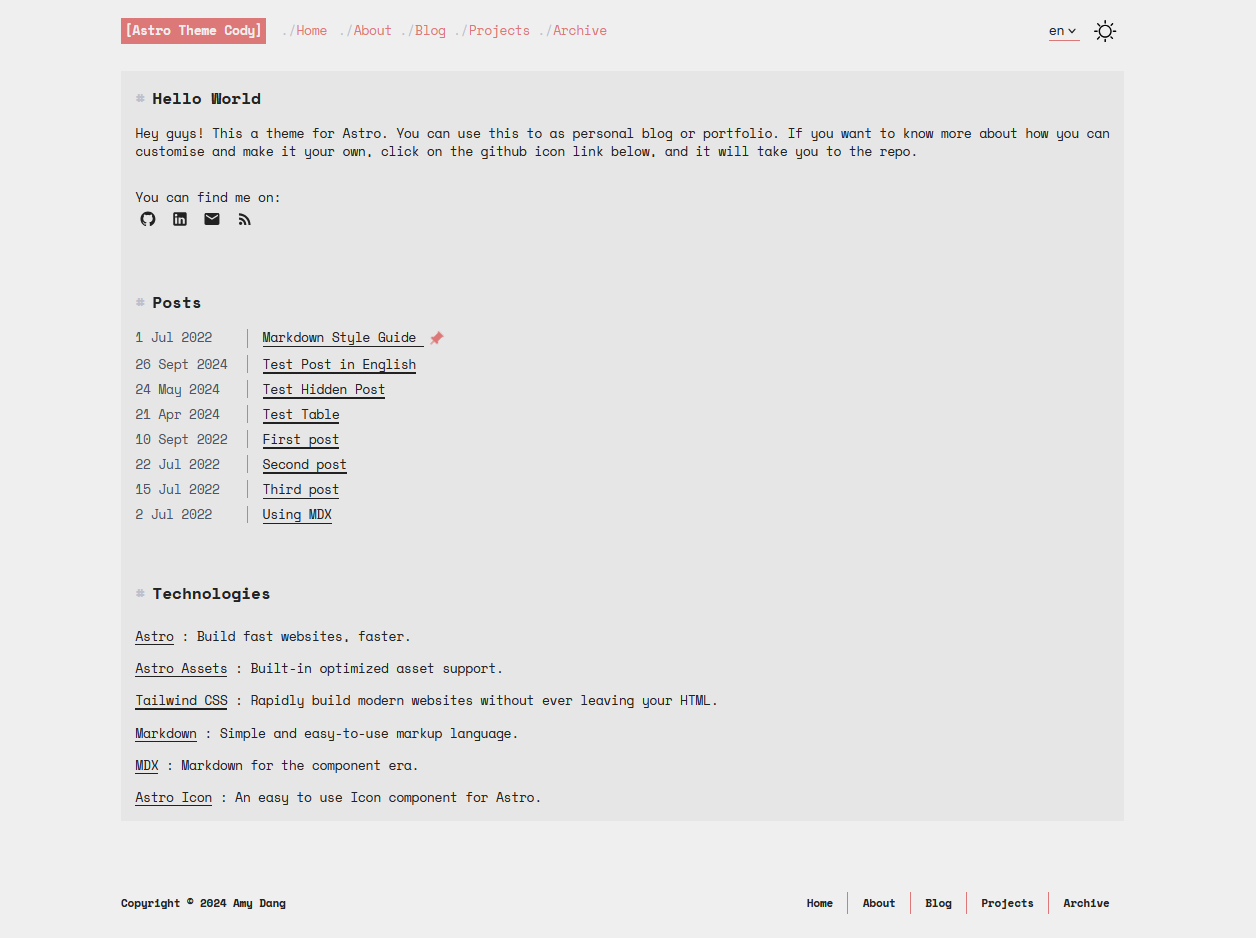 [Astro Theme Cody] ./Home ./About ./Blog ./Projects ./Archive en
# Hello World
Hey guys! This a theme for Astro. You can use this to as personal blog or portfolio. If you want to know more about how you can
customise and make it your own, click on the github icon link below, and it will take you to the repo.
You can find me on:
# Posts
1 Jul 2022 Markdown Style Guide
26 Sept 2024 Test Post in English
24 May 2024 Test Hidden Post
21 Apr 2024 Test Table
10 Sept 2022 First post
22 Jul 2022 Second post
15 Jul 2022 Third post
2 Jul 2022 Using MDX
# Technologies
Astro : Build fast websites, faster.
Astro Assets : Built-in optimized asset support.
Tailwind CSS : Rapidly build modern websites without ever leaving your HTML.
Markdown : Simple and easy-to-use markup language.
MDX : Markdown for the component era.
Astro Icon : An easy to use Icon component for Astro.
Copyright © 2024 Amy Dang Home About Blog Projects Archive